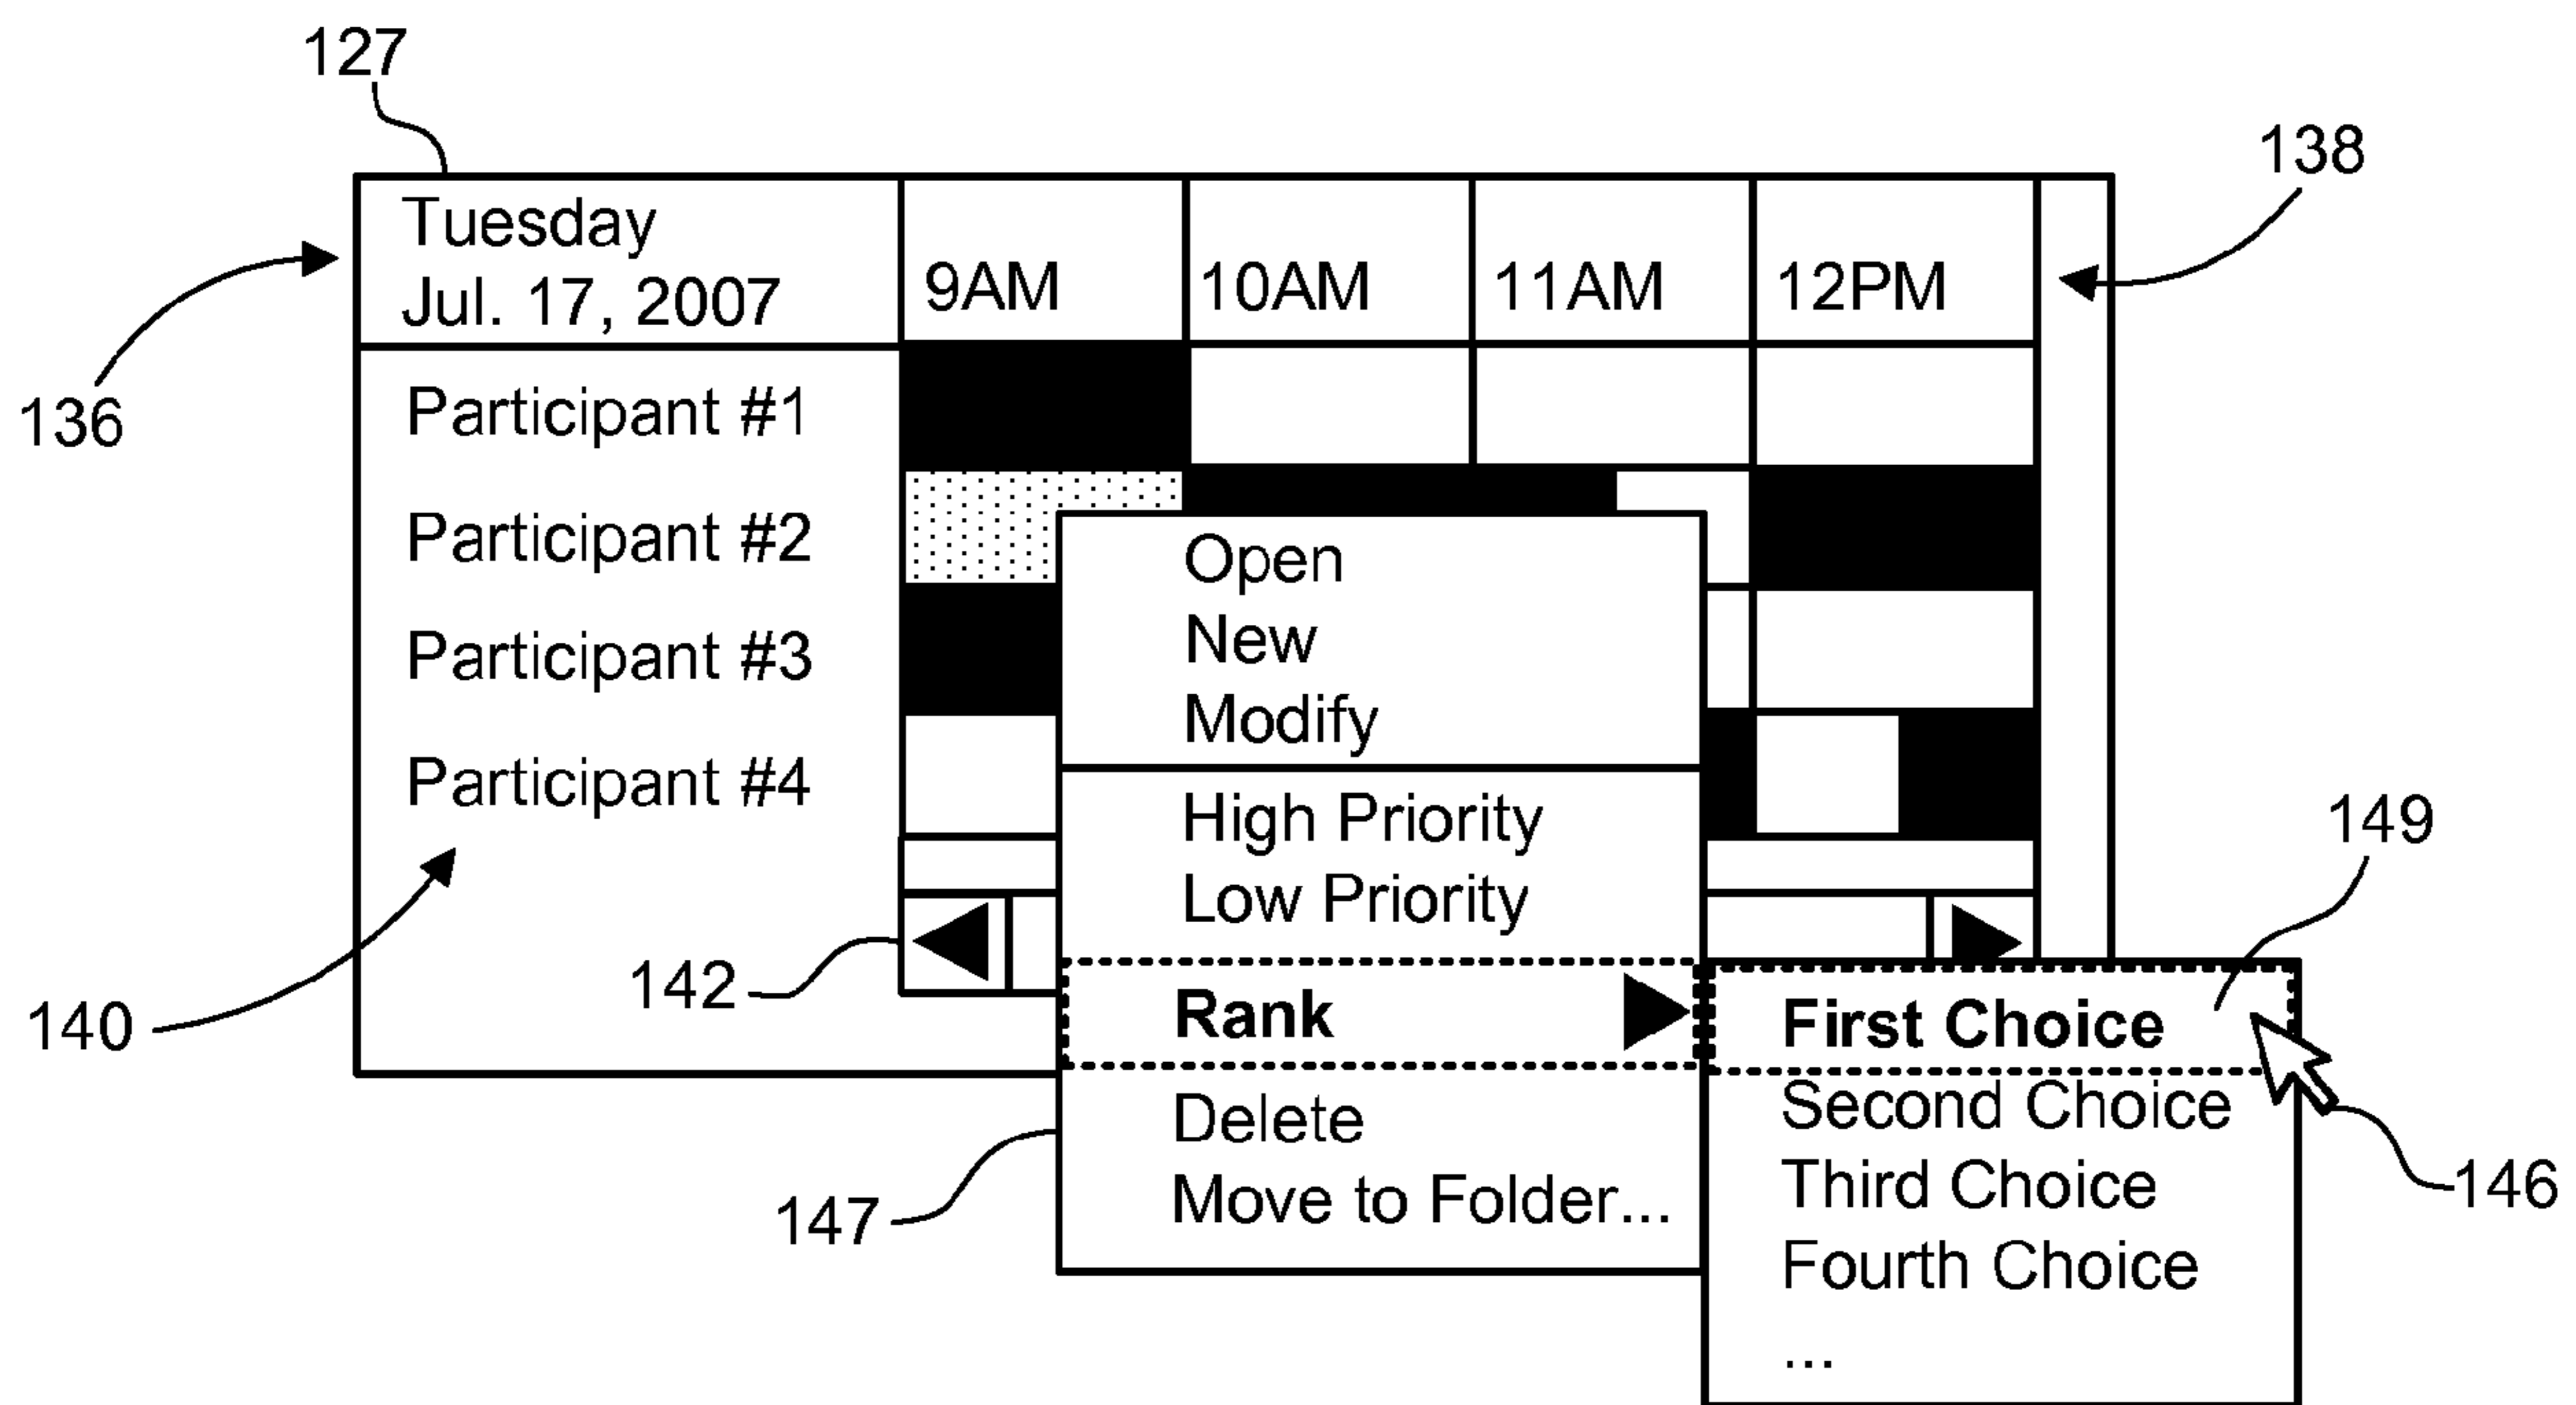 127
138
Tuesday
Jul. 17, 2007
9AM
10AM
11AM
12PM
136
Participant #1
Participant #2
Participant #3
Participant #4
Open
New
Modify
High Priority
Low Priority
149
142
140
Rank
First Choice
Delete
Move to Folder...
Second Choice
Third Choice
Fourth Choice
...
147
146